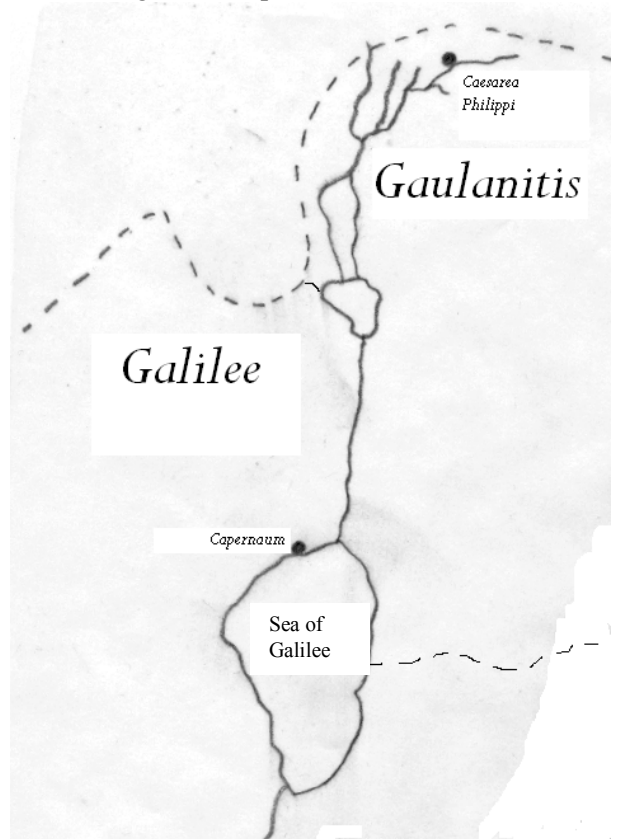 Caesarea
Philippi
Gaulanitis
Galilee
Capernaum
Sea of
Galilee